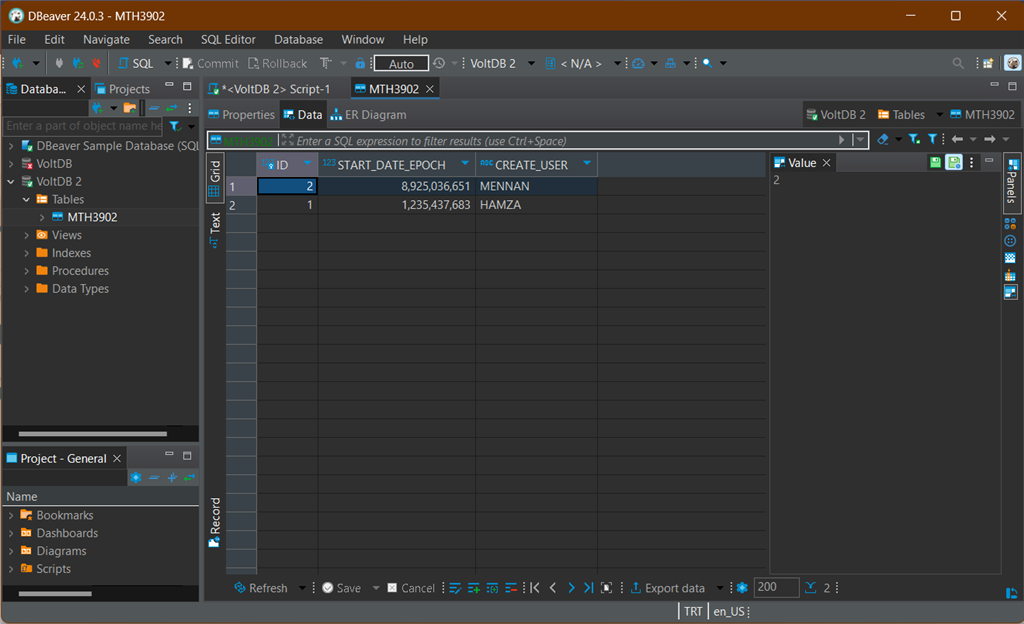 DBeaver 24.0.3 - MTH3902
File Edit Navigate Search SQL Editor Database Window Help
SQL Commit Rollback T Auto VoltDB 2 < N/A >
Databa... Projects
Enter a part of object name he
DBeaver Sample Database (SQL
VoltDB
VoltDB 2
Tables
MTH3902
Views
Indexes
Procedures
Data Types
Project - General
Name
Bookmarks
Dashboards
Diagrams
Scripts
*<VoltDB 2> Script-1 MTH3902
Properties Data ER Diagram VoltDB 2 Tables MTH3902
MTH3902 Enter a SQL expression to filter results (use Ctrl+Space)
Grid
Text
Record
ID 123 START_DATE_EPOCH ABC CREATE_USER
1 2 8,925,036,651 MENNAN
2 1 1,235,437,683 HAMZA
Value
2
Panels
Refresh Save Cancel Export data 200 2
TRT en_US